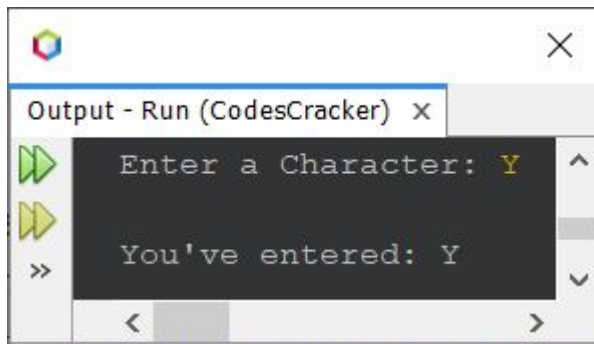 Output - Run (CodesCracker) x
Enter a Character: Y
You've entered: Y